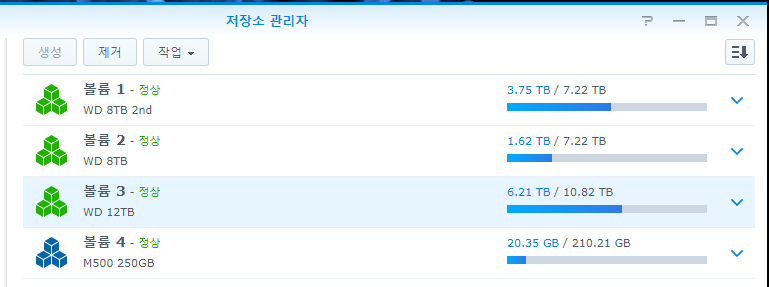 저장소 관리자
생성 제거 작업
볼륨 1 - 정상 3.75 TB / 7.22 TB
WD 8TB 2nd
볼륨 2 - 정상 1.62 TB / 7.22 TB
WD 8TB
볼륨 3 - 정상 6.21 TB / 10.82 TB
WD 12TB
볼륨 4 - 정상 20.35 GB / 210.21 GB
M500 250GB